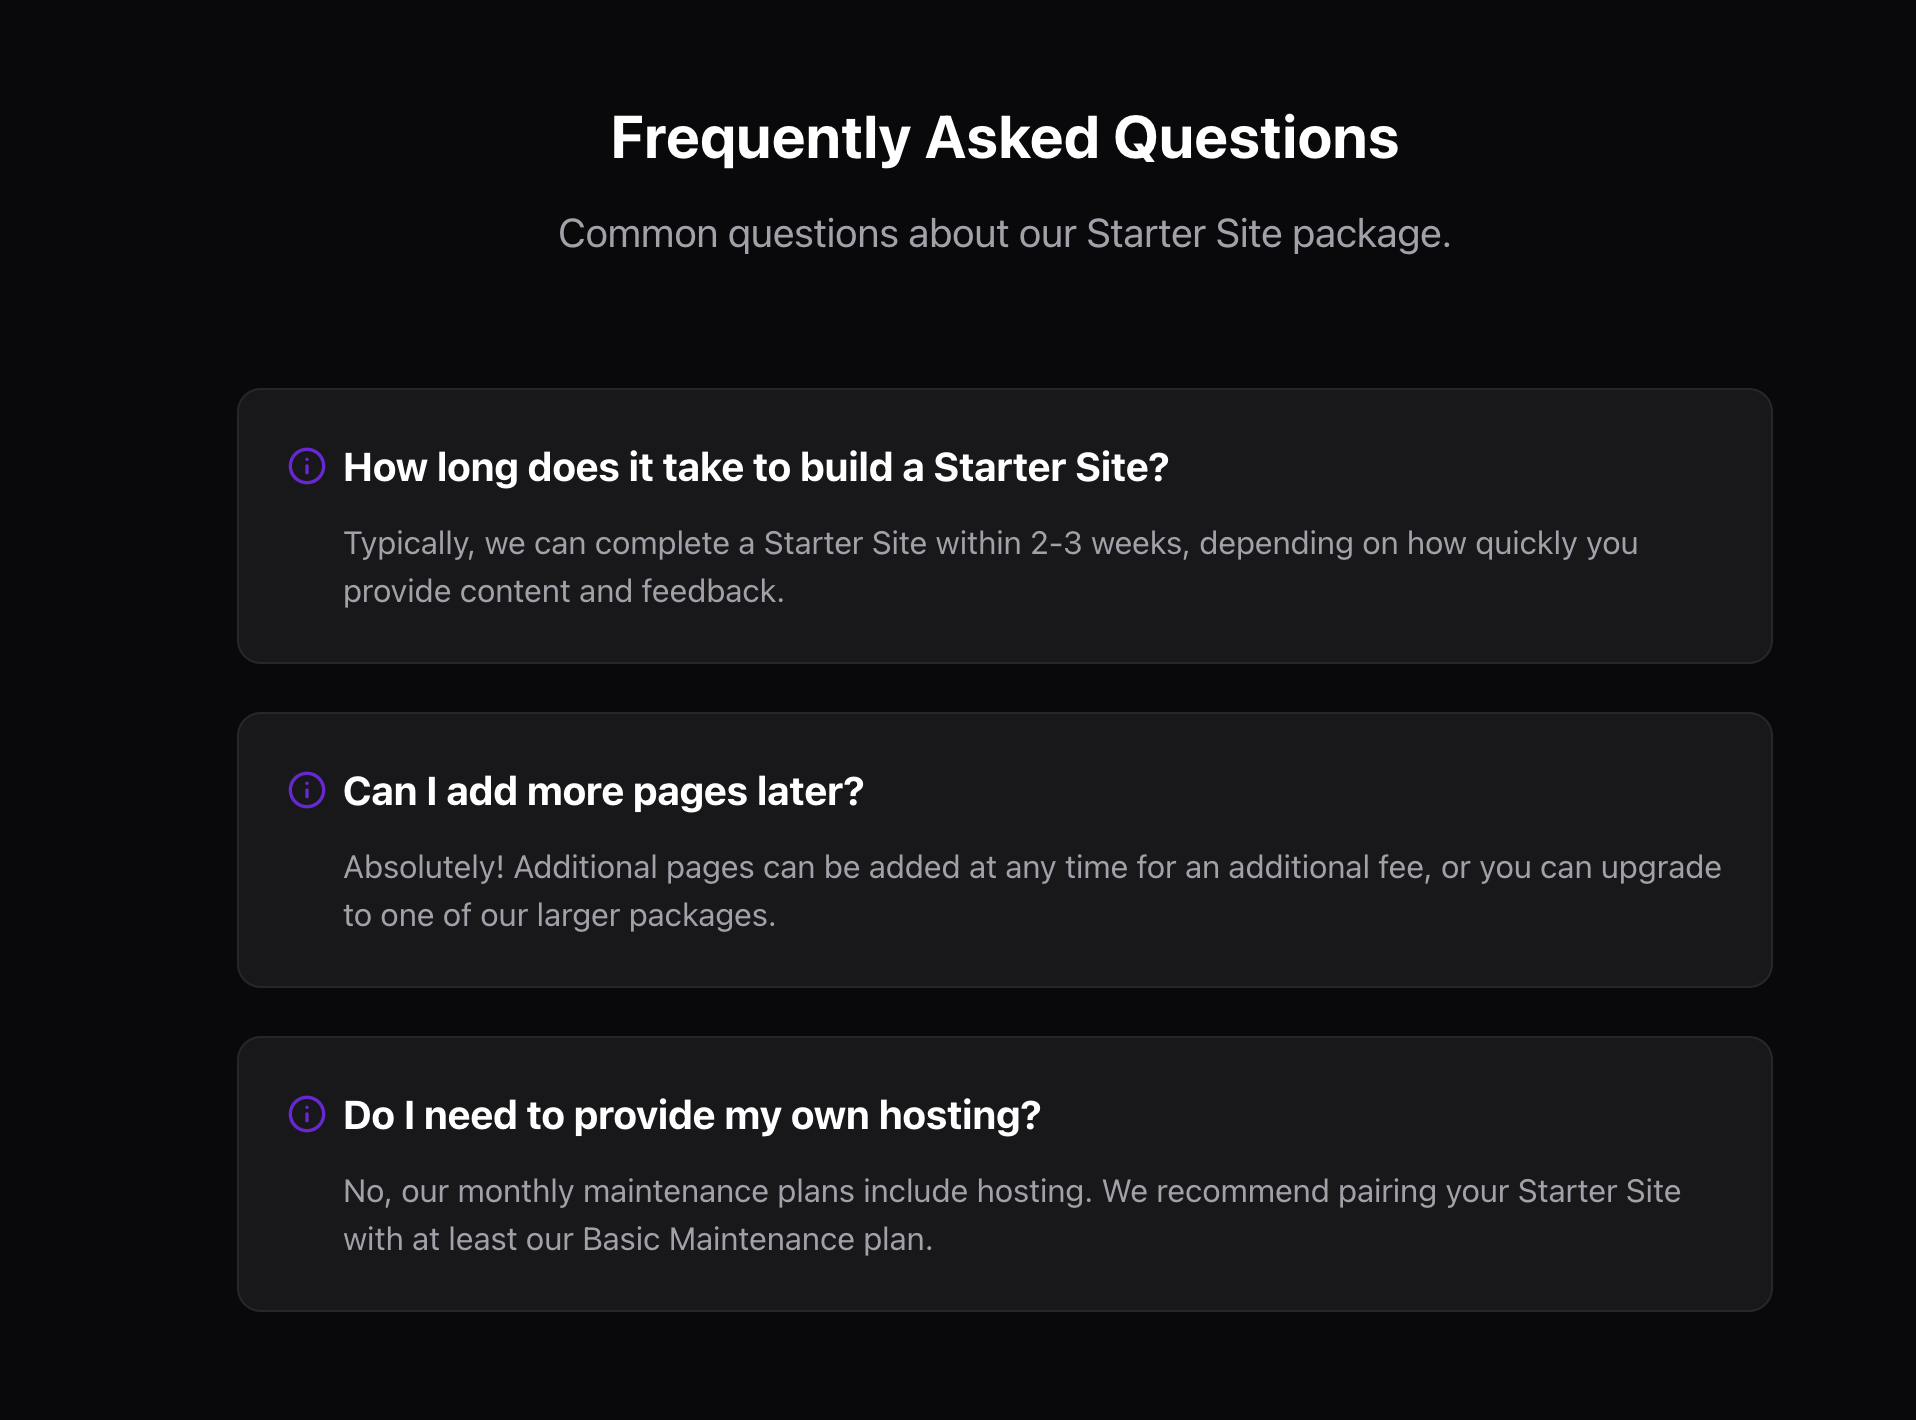 Frequently Asked Questions
Common questions about our Starter Site package.
How long does it take to build a Starter Site?
Typically, we can complete a Starter Site within 2-3 weeks, depending on how quickly you
provide content and feedback.
Can I add more pages later?
Absolutely! Additional pages can be added at any time for an additional fee, or you can upgrade
to one of our larger packages.
Do I need to provide my own hosting?
No, our monthly maintenance plans include hosting. We recommend pairing your Starter Site
with at least our Basic Maintenance plan.